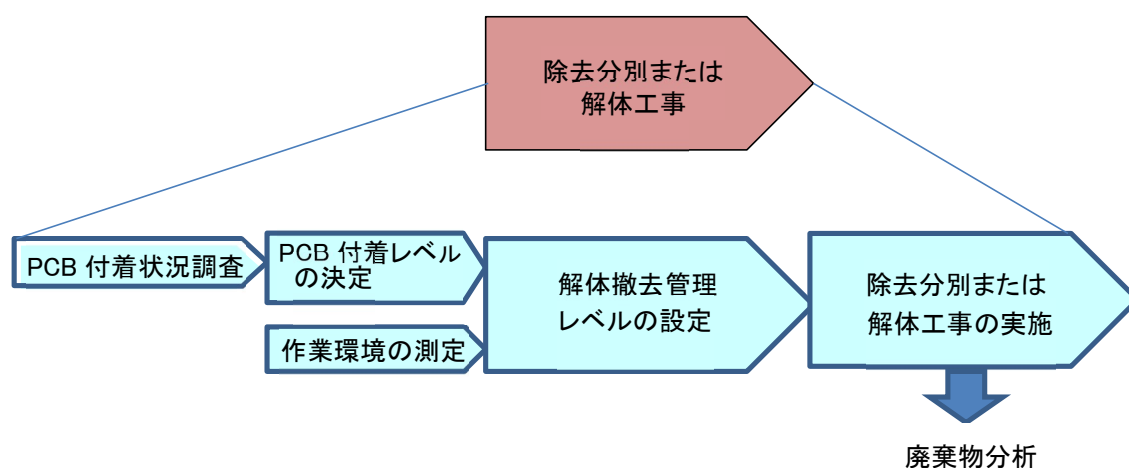 除去分別または
解体工事
PCB 付着状況調査
PCB 付着レベル
の決定
作業環境の測定
解体撤去管理
レベルの設定
除去分別または
解体工事の実施
廃棄物分析